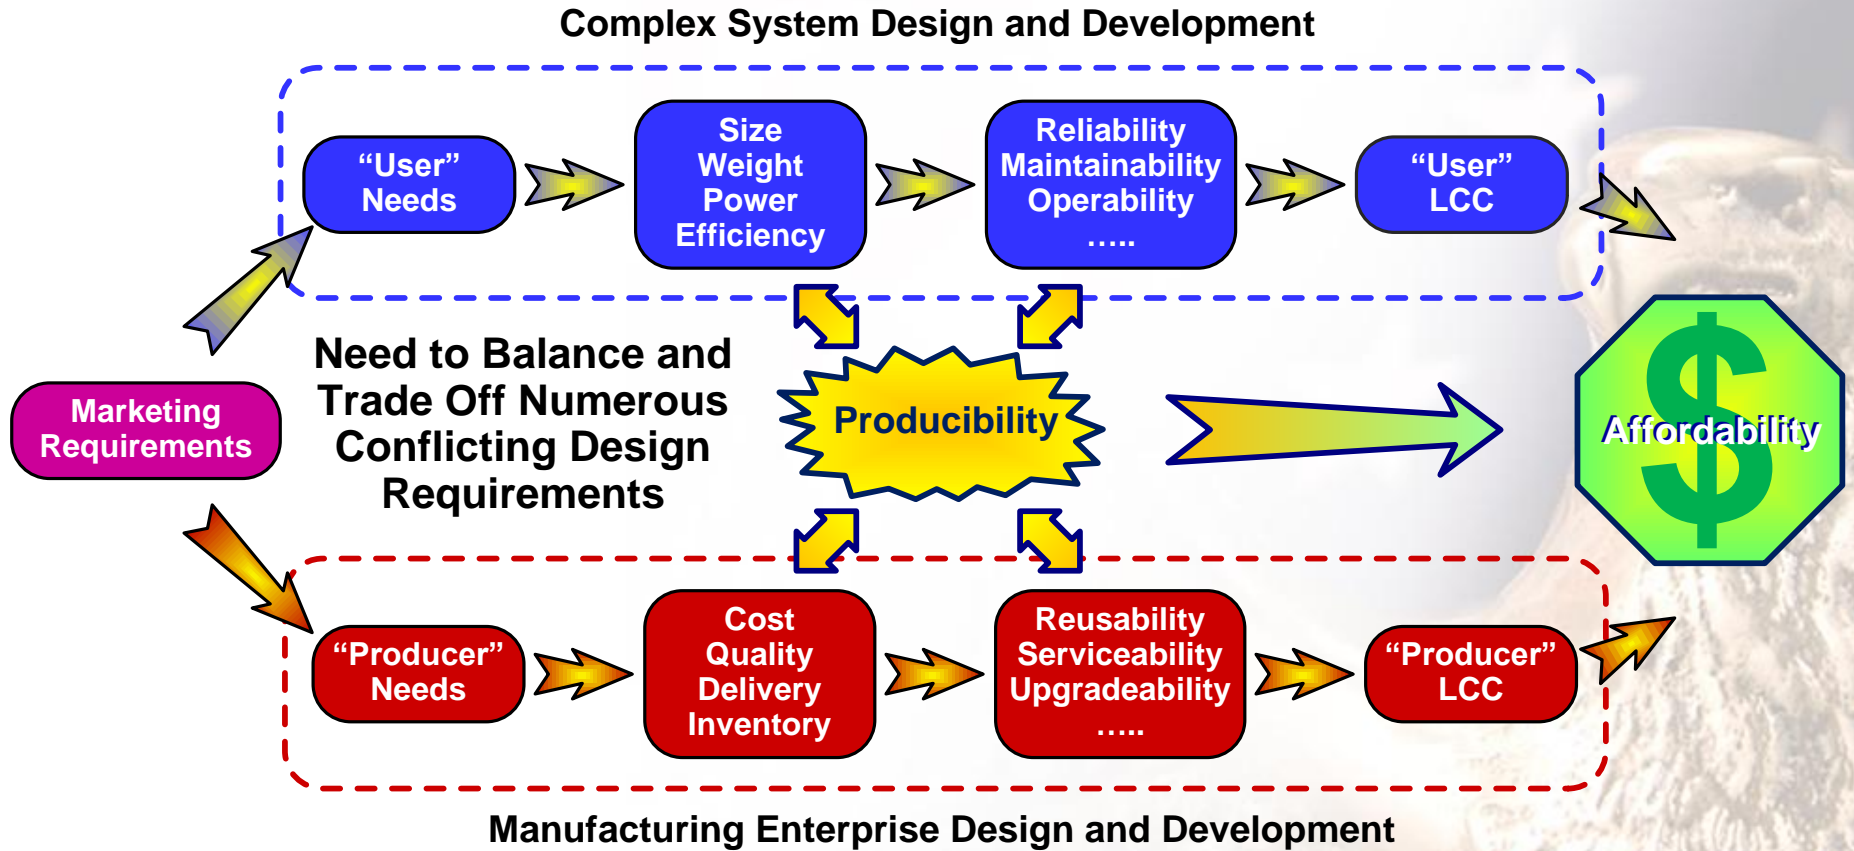 Complex System Design and Development
“User”
Needs
Size
Weight
Power
Efficiency
Reliability
Maintainability
Operability
…..
“User”
LCC
Marketing
Requirements
Need to Balance and
Trade Off Numerous
Conflicting Design
Requirements
Producibility
$
Affordability
“Producer”
Needs
Cost
Quality
Delivery
Inventory
Reusability
Serviceability
Upgradeability
…..
“Producer”
LCC
Manufacturing Enterprise Design and Development